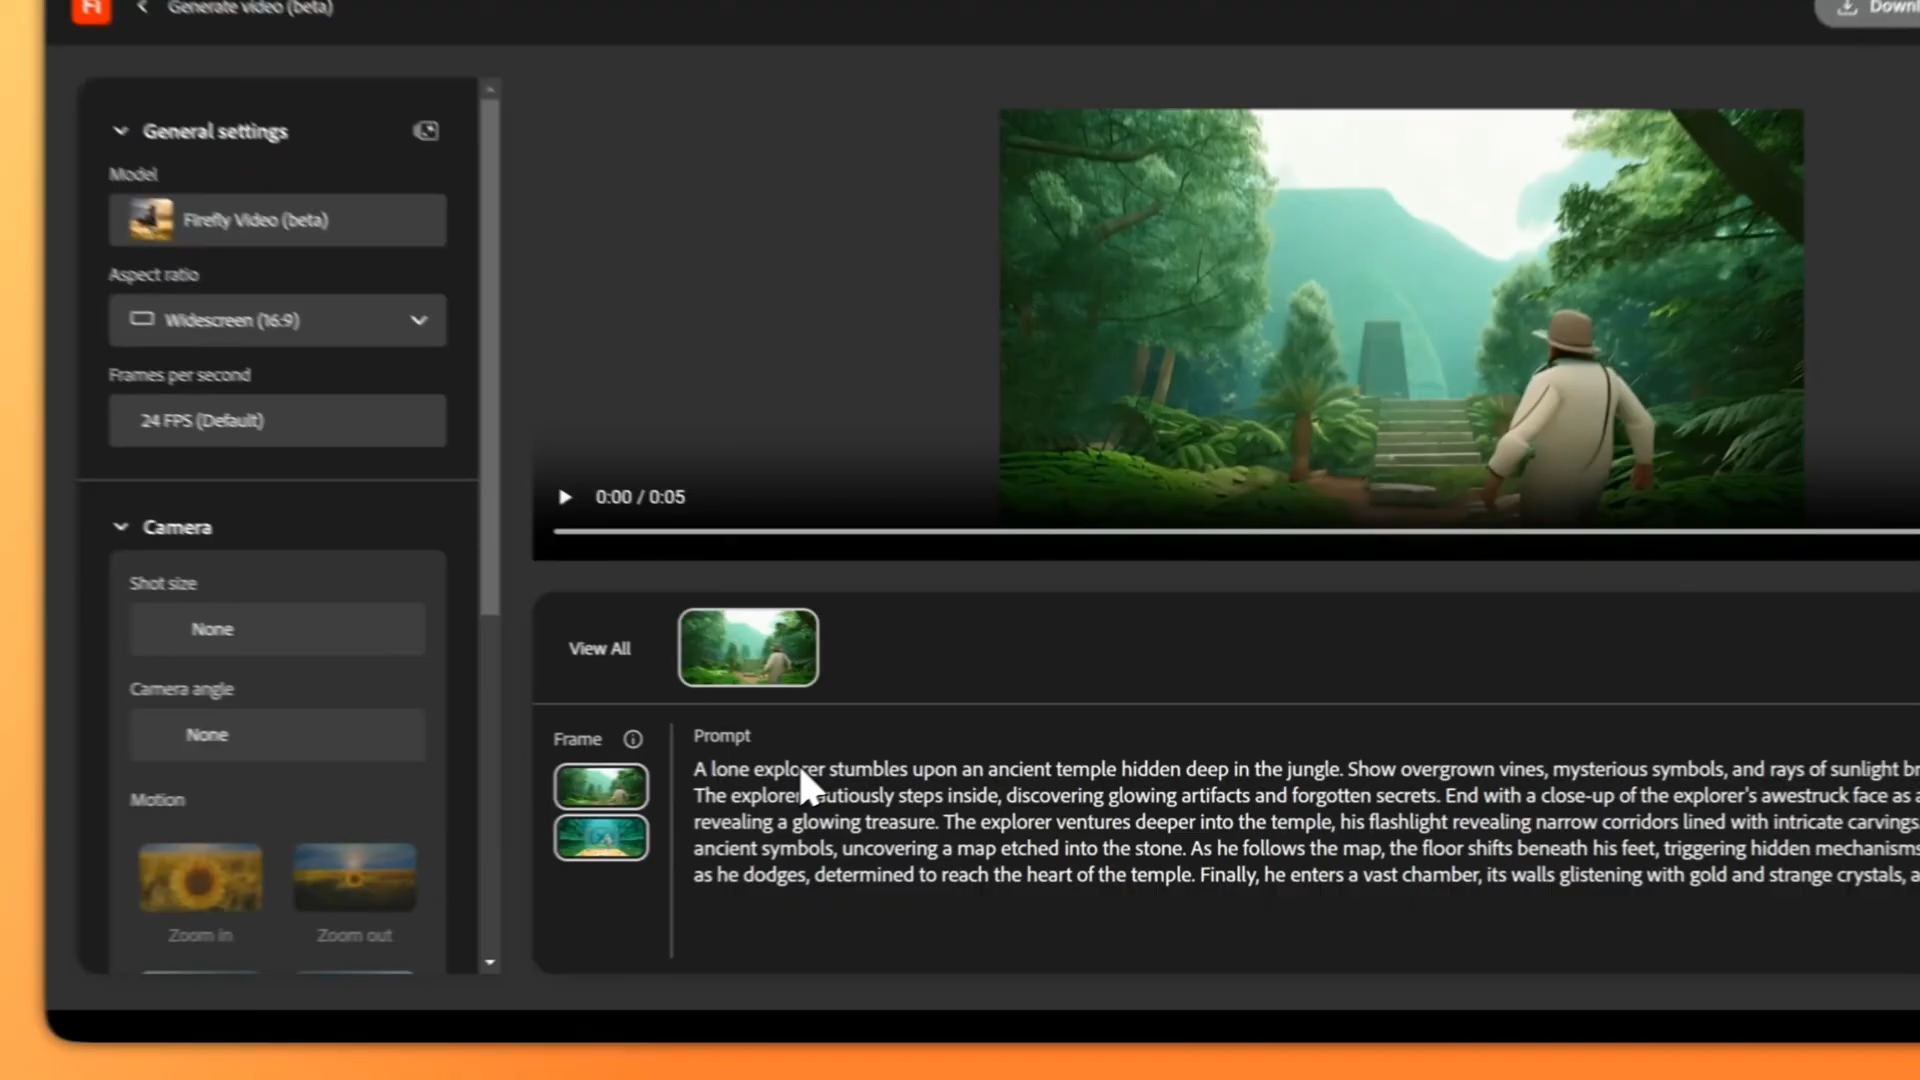 Fi
Generate video (beta)
General settings
Model
Firefly Video (beta)
Aspect ratio
Widescreen (16:9)
Frames per second
24 FPS (Default)
Camera
Shot size
None
Camera angle
None
Motion
Zoom in
Zoom out
0:00 / 0:05
View All
Frame
Prompt
A lone explorer stumbles upon an ancient temple hidden deep in the jungle. Show overgrown vines, mysterious symbols, and rays of sunlight
The explorer cautiously steps inside, discovering glowing artifacts and forgotten secrets. End with a close-up of the explorer's awestruck face as
revealing a glowing treasure. The explorer ventures deeper into the temple, his flashlight revealing narrow corridors lined with intricate carvings.
ancient symbols, uncovering a map etched into the stone. As he follows the map, the floor shifts beneath his feet, triggering hidden mechanisms
as he dodges, determined to reach the heart of the temple. Finally, he enters a vast chamber, its walls glistening with gold and strange crystals,